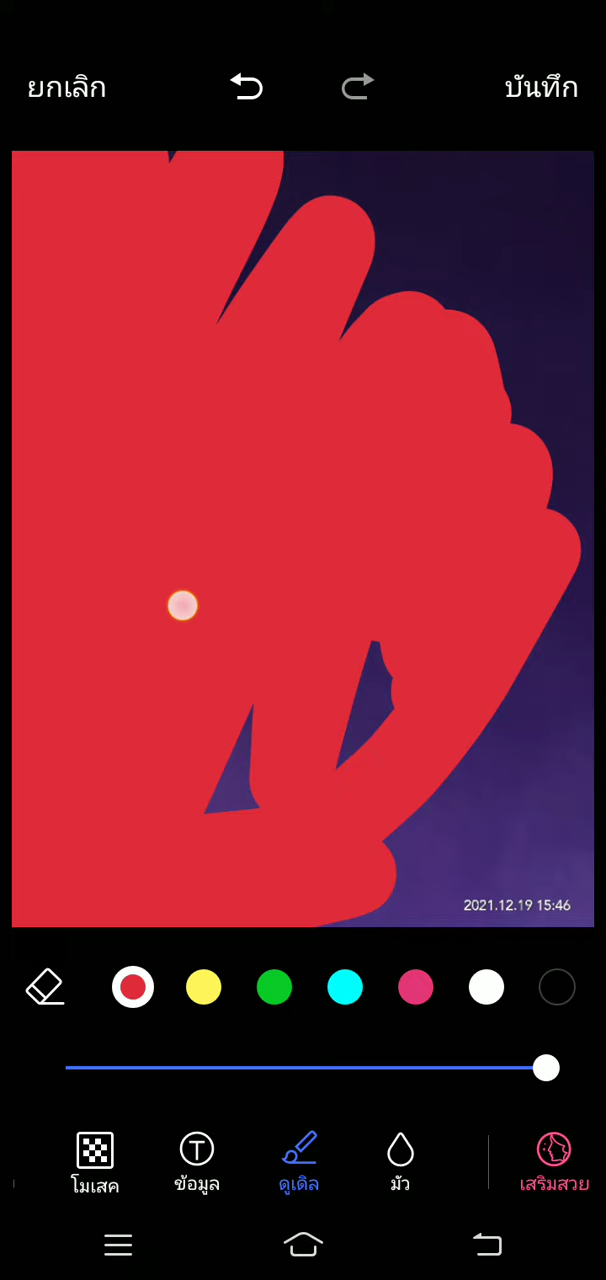 ยกเลิก
บันทึก
2021.12.19 15:46
โมเสค
ข้อมูล
ดูเดิล
มัว
เสริมสวย